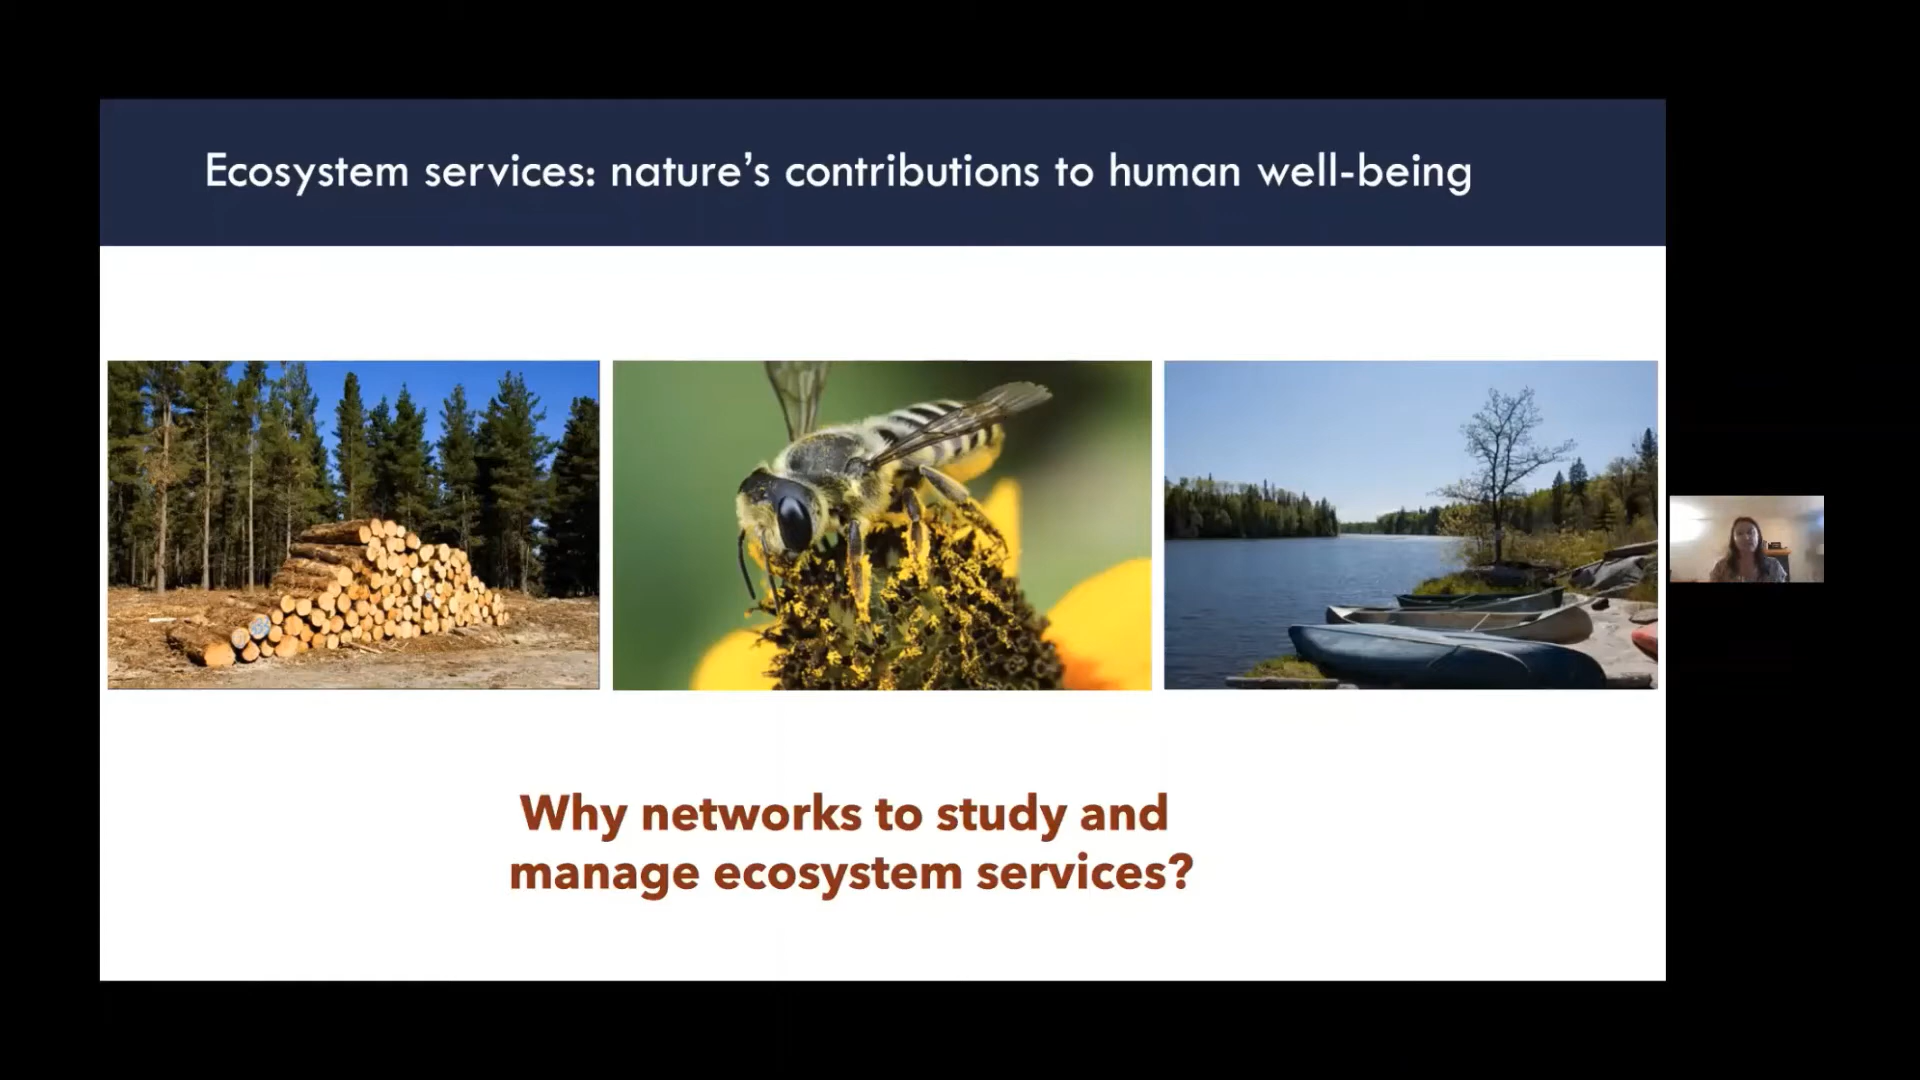 Ecosystem services: nature’s contributions to human well-being
Why networks to study and
manage ecosystem services?